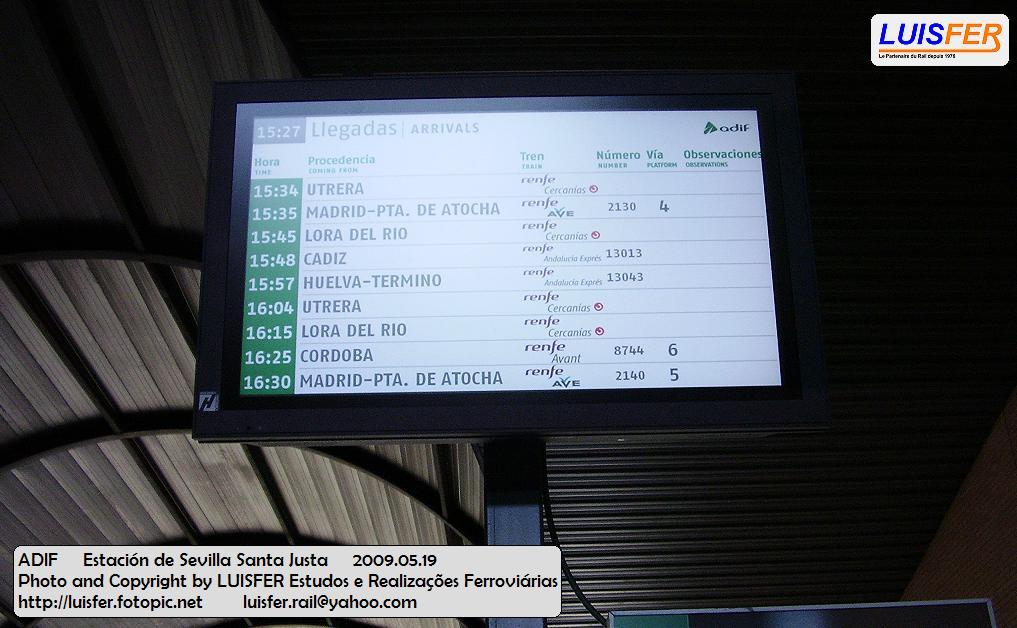 LUISFER
Le Partenaire du Rail depuis 1976
15:27 Llegadas | ARRIVALS adif
Hora Procedencia Tren Número Vía Observaciones
TIME COMING FROM TRAIN NUMBER PLATFORM OBSERVATIONS
15:34 UTRERA renfe Cercanías
15:35 MADRID-PTA. DE ATOCHA renfe AVE 2130 4
15:45 LORA DEL RIO renfe Cercanías
15:48 CADIZ renfe Andalucía Exprés 13013
15:57 HUELVA-TERMINO renfe Andalucía Exprés 13043
16:04 UTRERA renfe Cercanías
16:15 LORA DEL RIO renfe Cercanías
16:25 CORDOBA renfe Avant 8744 6
16:30 MADRID-PTA. DE ATOCHA renfe AVE 2140 5
H
ADIF Estación de Sevilla Santa Justa 2009.05.19
Photo and Copyright by LUISFER Estudos e Realizações Ferroviárias
http://luisfer.fotopic.net luisfer.rail@yahoo.com